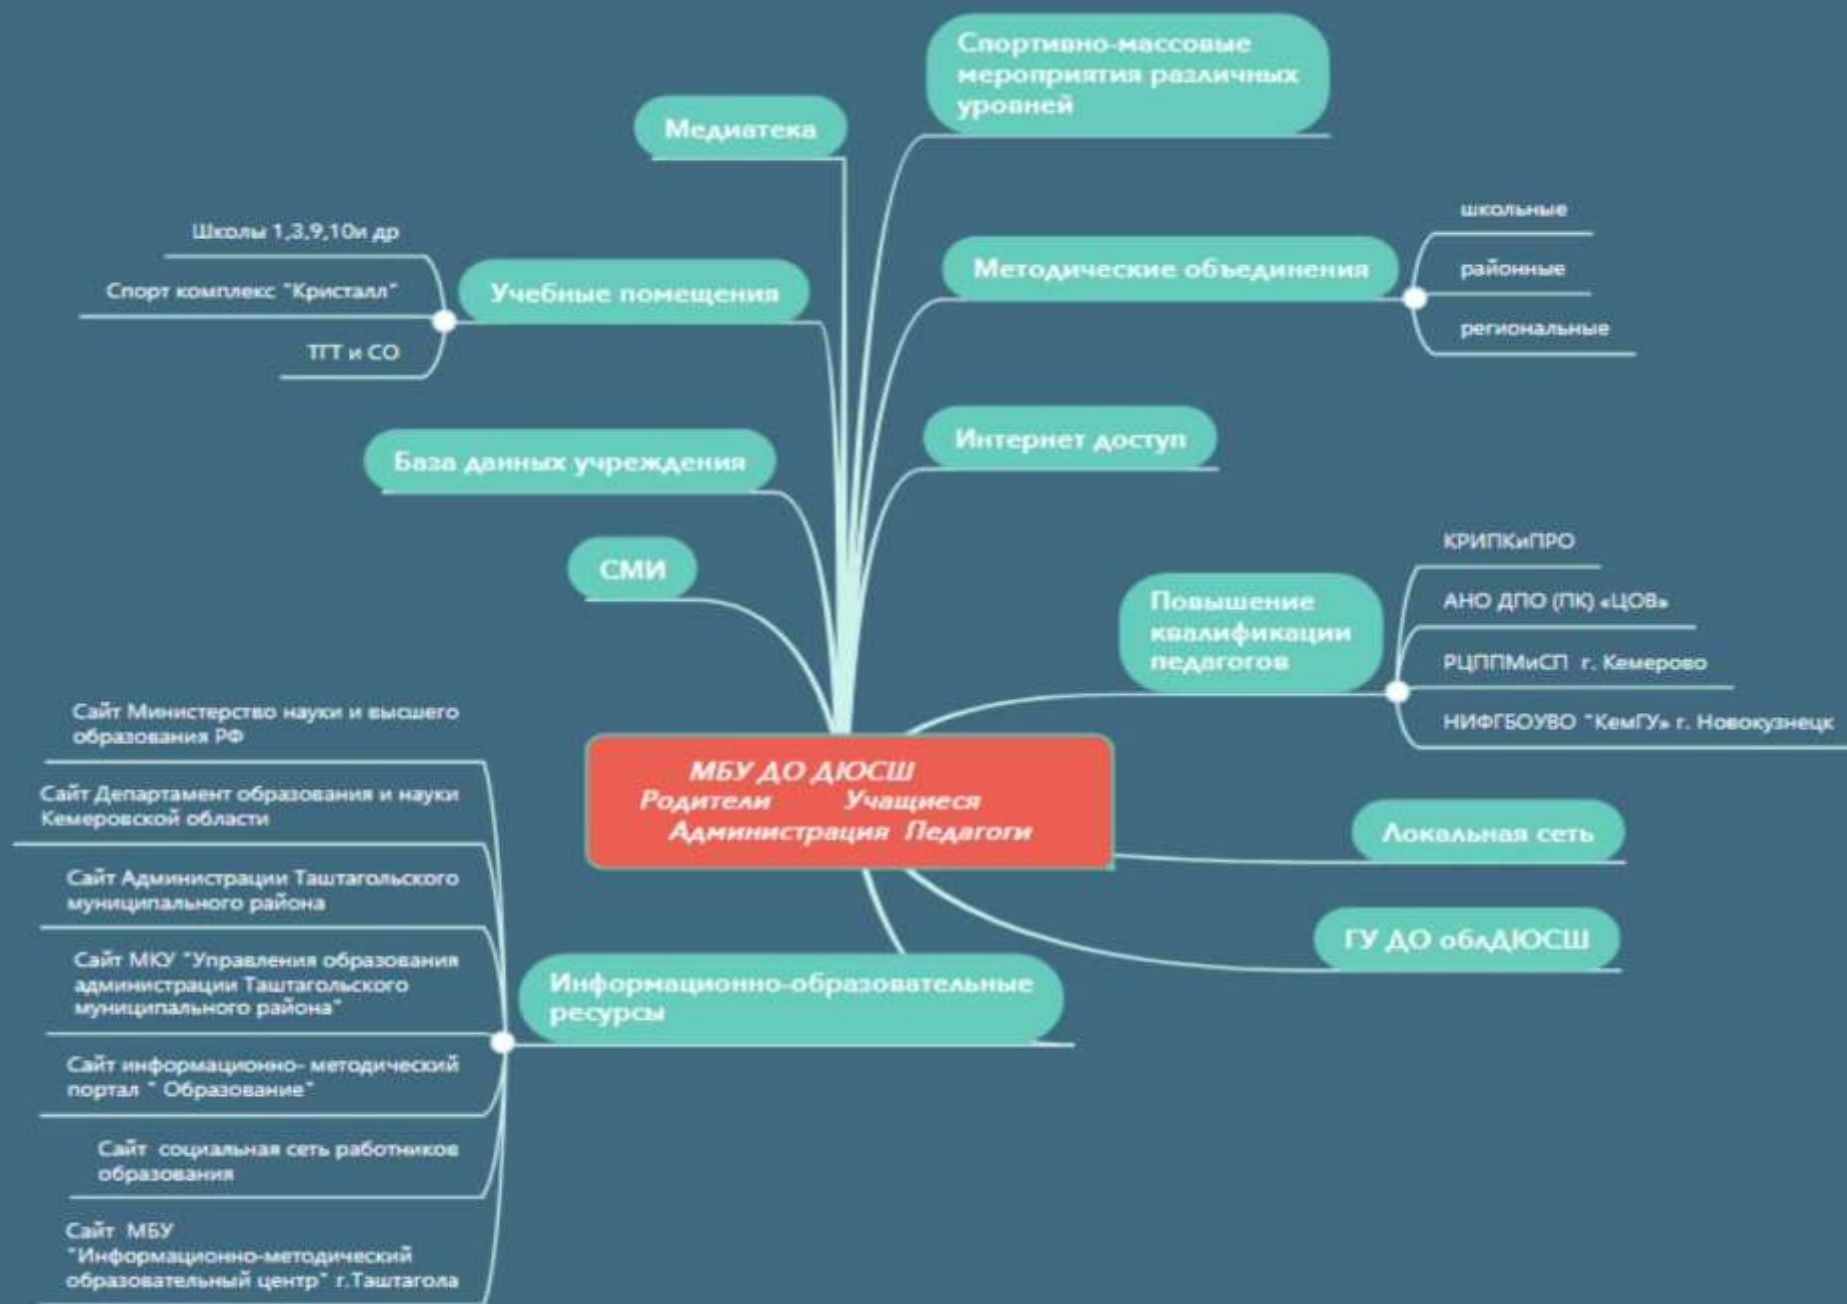 Спортивно-массовые
мероприятия различных
уровней
Медиатека
школьные
Школы 1,3,9,10и др
Методические объединения
районные
Учебные помещения
Спорт комплекс "Кристалл"
региональные
ТГТ и СО
Интернет доступ
База данных учреждения
КРИПКиПРО
СМИ
АНО ДПО (ПК) «ЦОВ»
Повышение
квалификации
педагогов
РЦППМиСП г. Кемерово
НИФГБОУВО "КемГУ» г. Новокузнецк
Сайт Министерство науки и высшего
образования РФ
МБУ ДО ДЮСШ
Родители Учащиеся
Администрация Педагоги
Сайт Департамент образования и науки
Кемеровской области
Локальная сеть
Сайт Администрации Таштагольского
муниципального района
ГУ ДО облДЮСШ
Сайт МКУ "Управления образования
администрации Таштагольского
муниципального района"
Информационно-образовательные
ресурсы
Сайт информационно- методический
портал " Образование"
Сайт социальная сеть работников
образования
Сайт МБУ
"Информационно-методический
образовательный центр" г.Таштагола